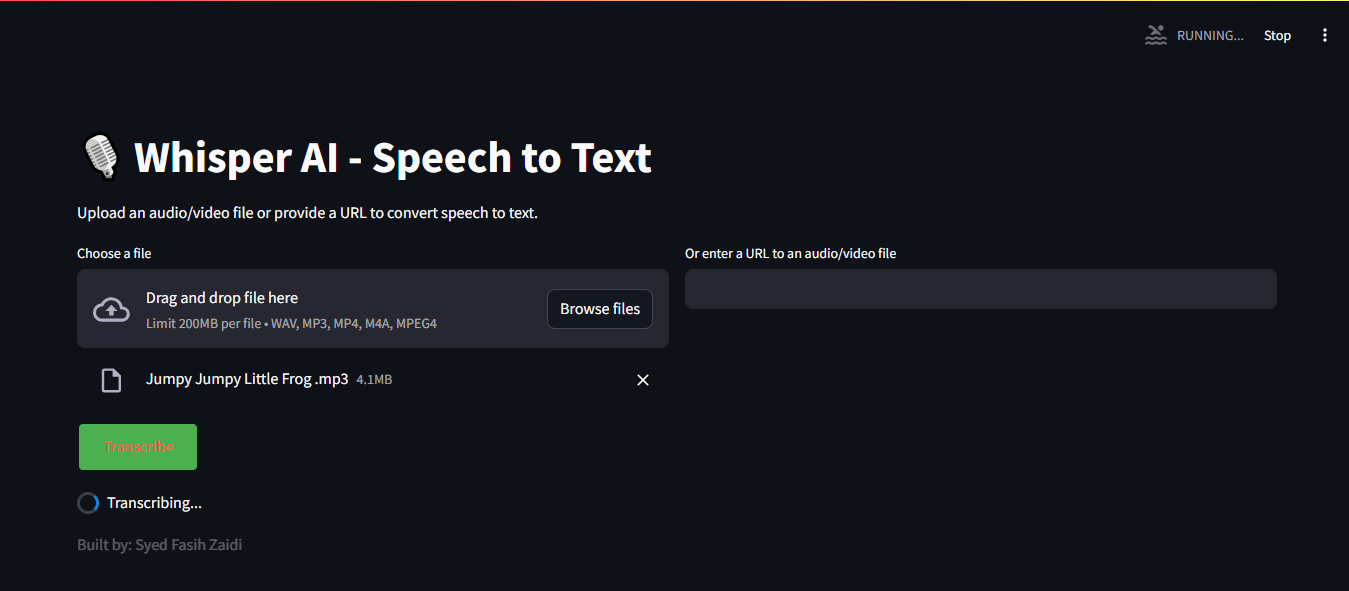 RUNNING... Stop
Whisper AI - Speech to Text
Upload an audio/video file or provide a URL to convert speech to text.
Choose a file
Drag and drop file here
Limit 200MB per file • WAV, MP3, MP4, M4A, MPEG4
Browse files
Jumpy Jumpy Little Frog .mp3 4.1MB
Or enter a URL to an audio/video file
Transcribe
Transcribing...
Built by: Syed Fasih Zaidi